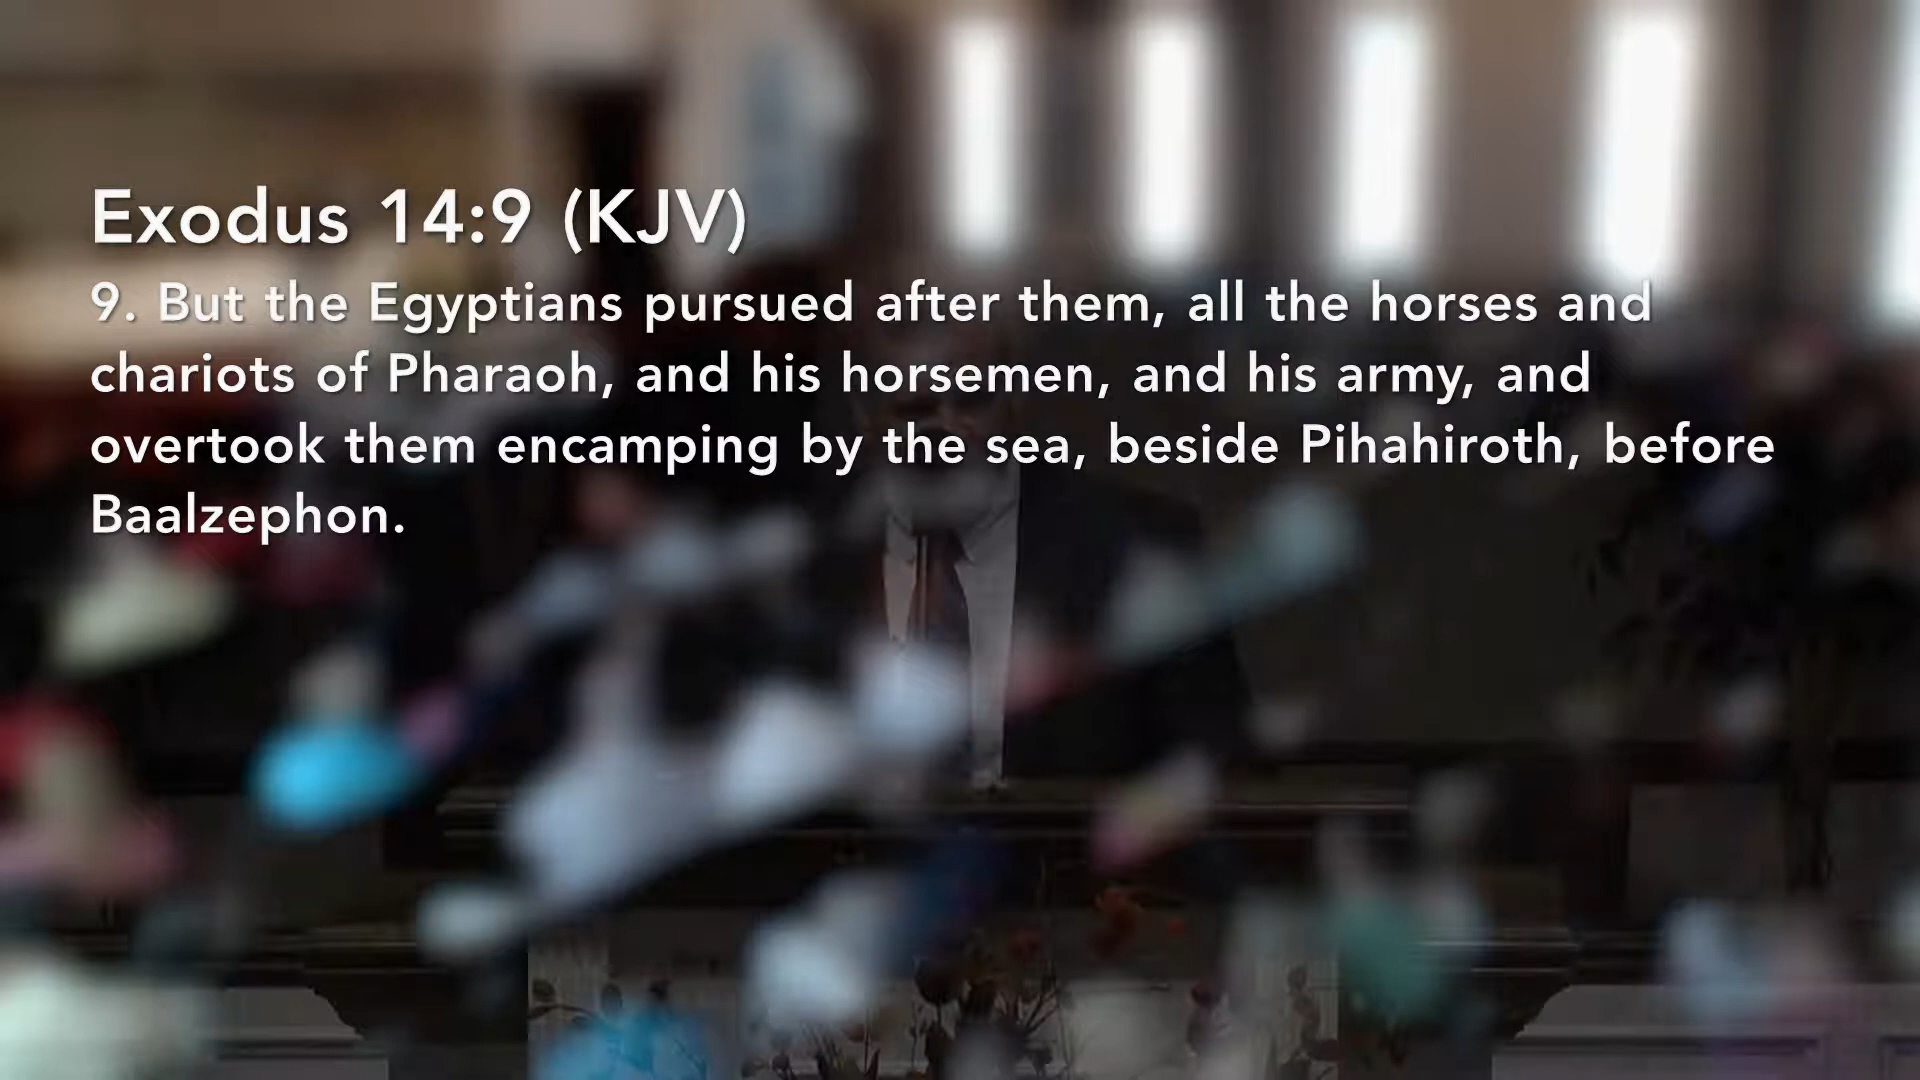 Exodus 14:9 (KJV)
9. But the Egyptians pursued after them, all the horses and
chariots of Pharaoh, and his horsemen, and his army, and
overtook them encamping by the sea, beside Pihahiroth, before
Baalzephon.